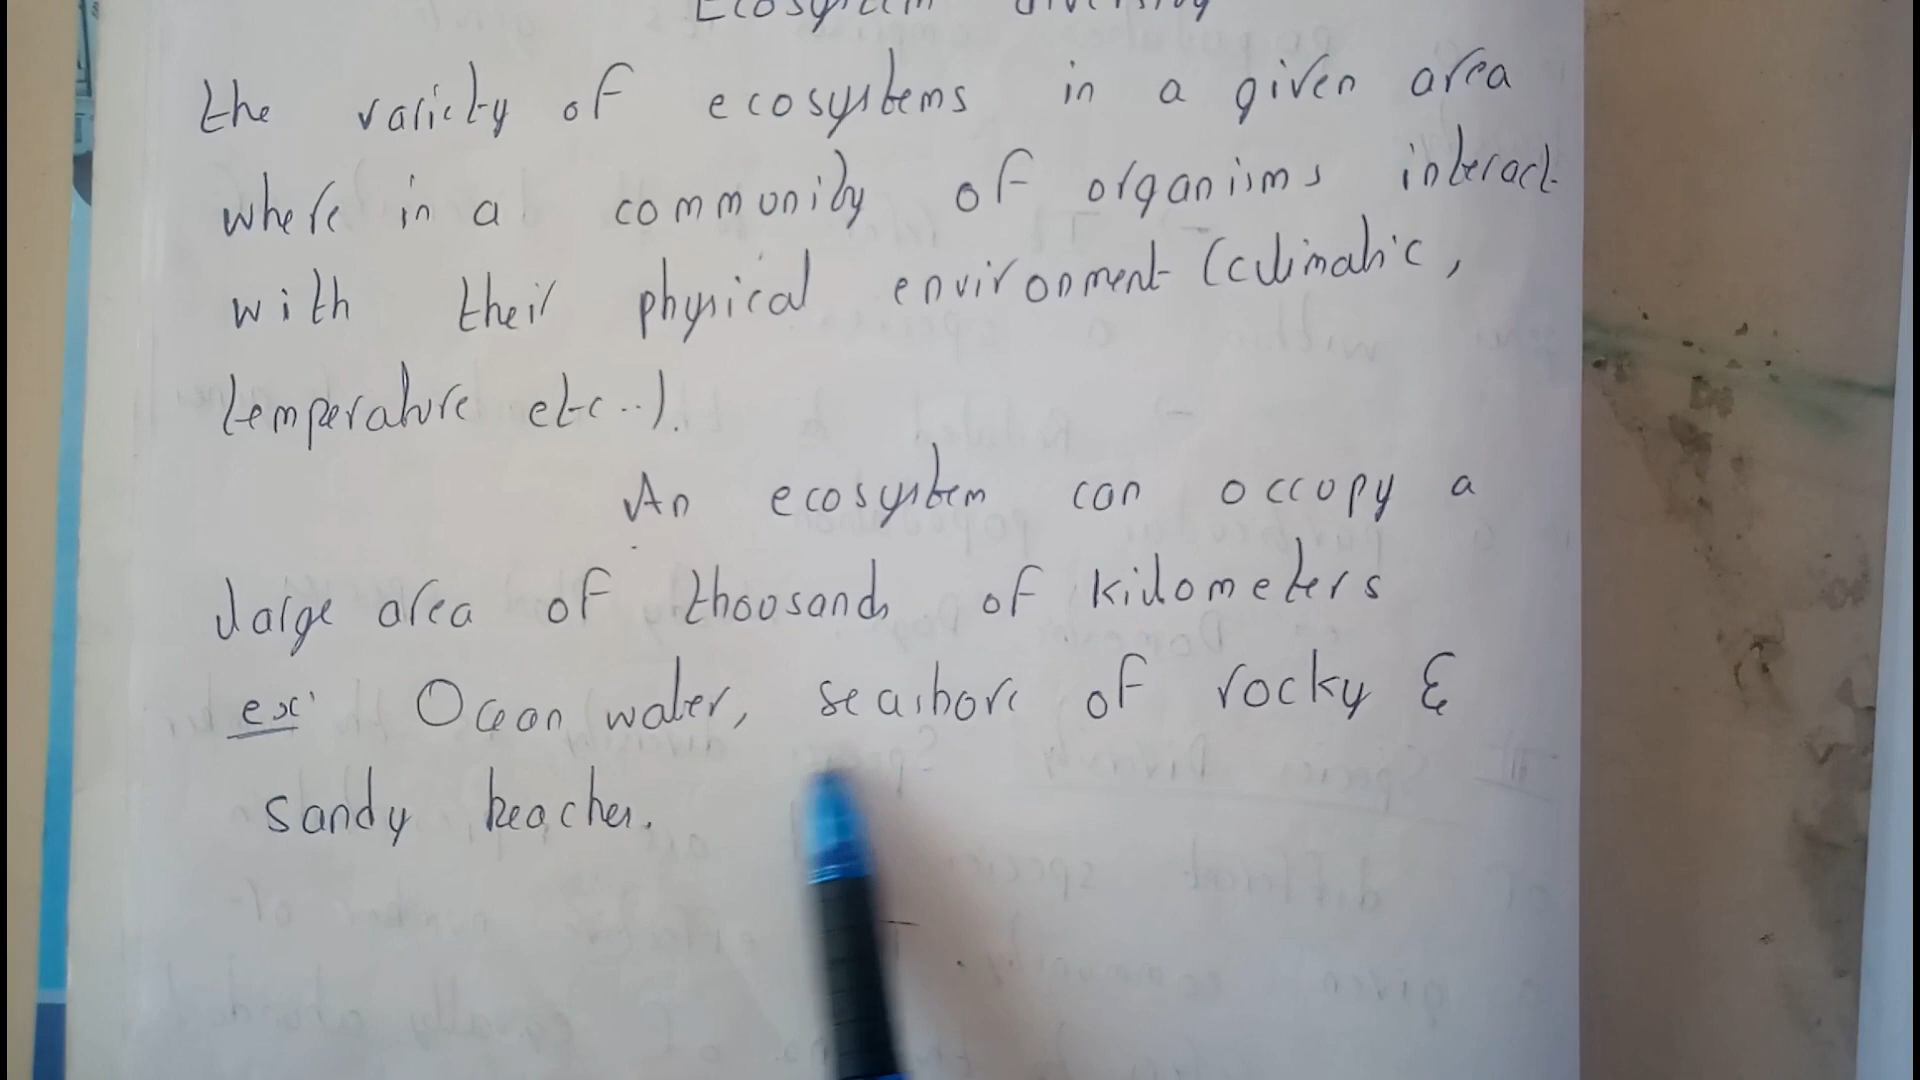 Ecosystem diversity
the variety of ecosystems in a given area
where in a community of organisms interact
with their physical environment (climatic,
temperature etc..).
An ecosystem can occupy a
large area of thousands of kilometers
ex: Ocean water, seashore of rocky &
sandy beaches.